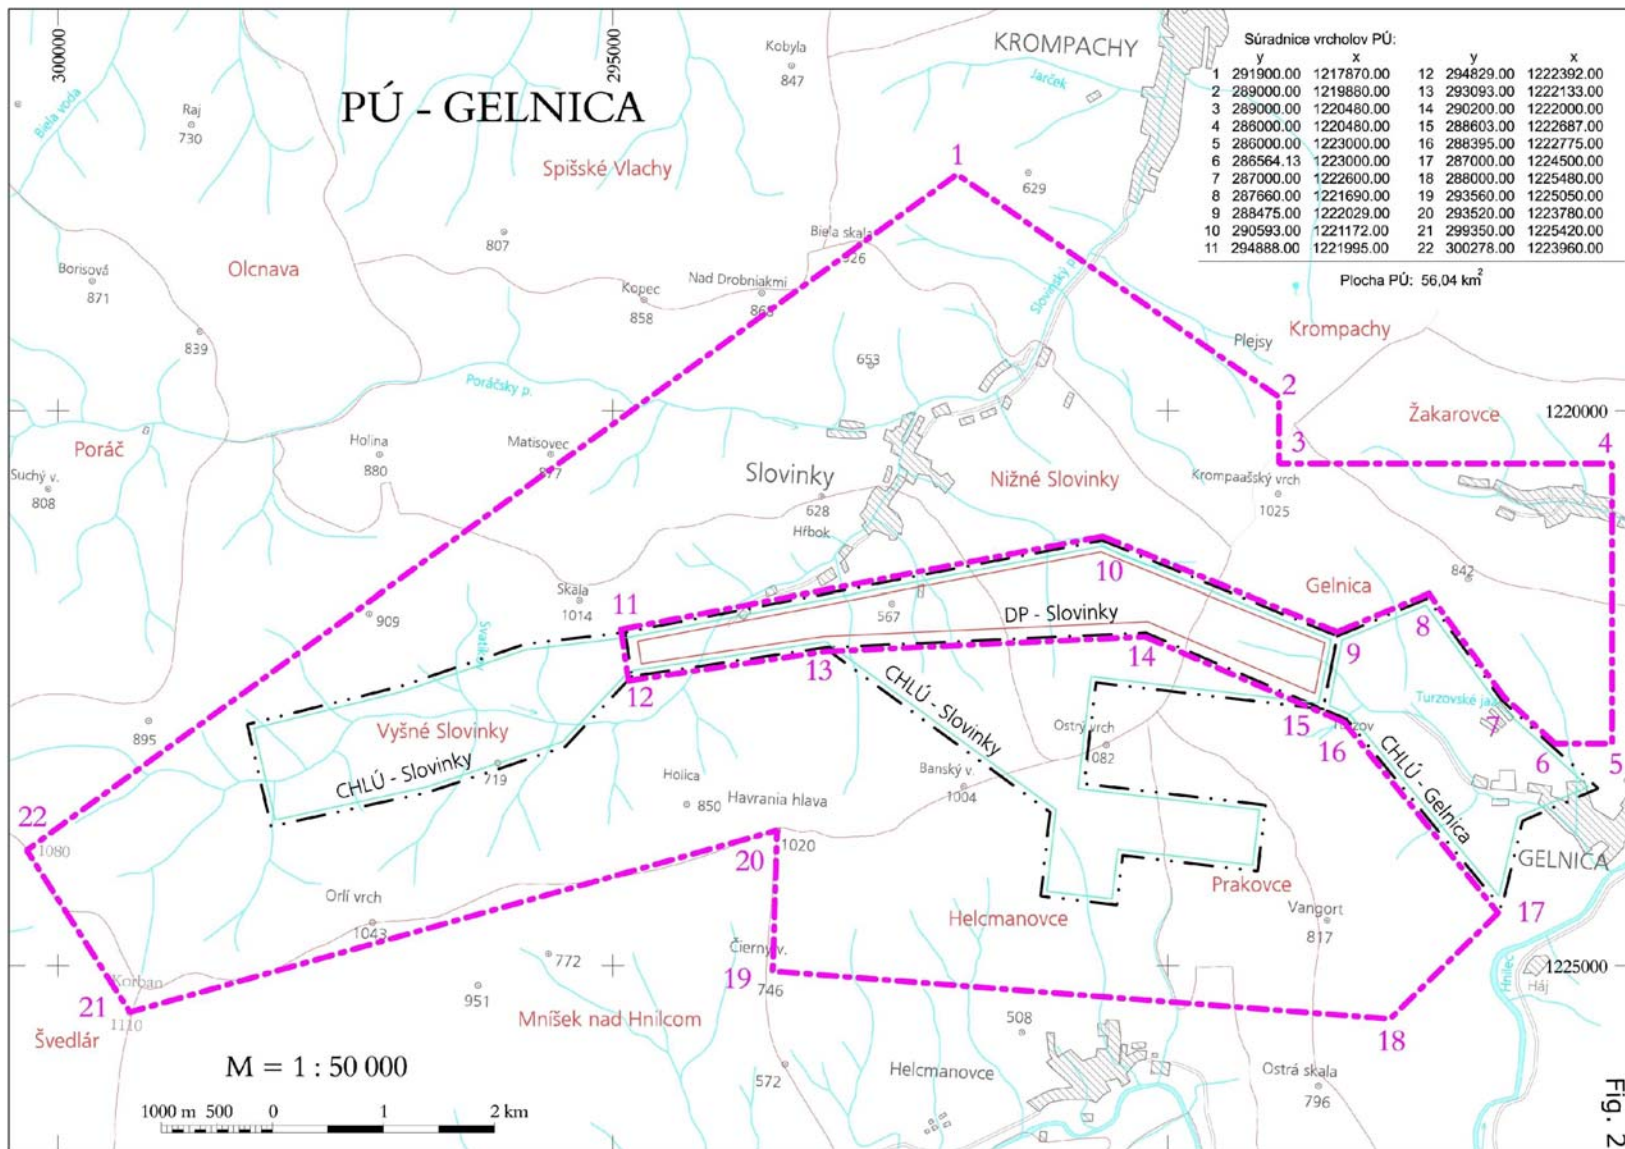 300000
295000
Kobyla
847
KROMPACHY
Jarček
PÚ - GELNICA
Biela voda
Raj
730
Spišské Vlachy
Súradnice vrcholov PÚ:
y x y x
1 291900.00 1217870.00 12 294829.00 1222392.00
2 289000.00 1219880.00 13 293093.00 1222133.00
3 289000.00 1220480.00 14 290200.00 1222000.00
4 286000.00 1220480.00 15 288603.00 1222687.00
5 286000.00 1223000.00 16 288395.00 1222775.00
6 286564.13 1223000.00 17 287000.00 1224500.00
7 287000.00 1222600.00 18 288000.00 1225480.00
8 287660.00 1221690.00 19 293560.00 1225050.00
9 288475.00 1222029.00 20 293520.00 1223780.00
10 290593.00 1221172.00 21 299350.00 1225420.00
11 294888.00 1221995.00 22 300278.00 1223960.00
Plocha PÚ: 56,04 km²
1
629
807
Biela skala
Slovinský p.
Borisová
871
Olcnava
Kopec
858
Nad Drobniakmi
839
Plejsy
Krompachy
653
Poráčsky p.
2
Žakarovce
1220000
Poráč
Holina
880
Matisovec
3
4
Suchý v.
808
Slovinky
Nižné Slovinky
Krompaašský vrch
1025
628
Hŕbok
10
842
Gelnica
Skala
1014
11
567
DP - Slovinky
8
909
9
12
13
14
CHLÚ - Slovinky
Ostrý vrch
15
16
7
6
5
895
Vyšné Slovinky
CHLÚ - Slovinky
719
Holica
850
Banský v.
1004
CHLÚ - Gelnica
Havrania hlava
22
1080
20
1020
GELNICA
Orlí vrch
1043
Prakovce
Helcmanovce
17
Vangort
817
772
Čierny v.
19
746
1225000
Hnilec
Háj
Korban
21
1110
951
Mníšek nad Hnilcom
508
18
Švedlár
M = 1 : 50 000
572
Helcmanovce
Ostrá skala
796
1000 m 500 0 1 2 km
Fig. 2